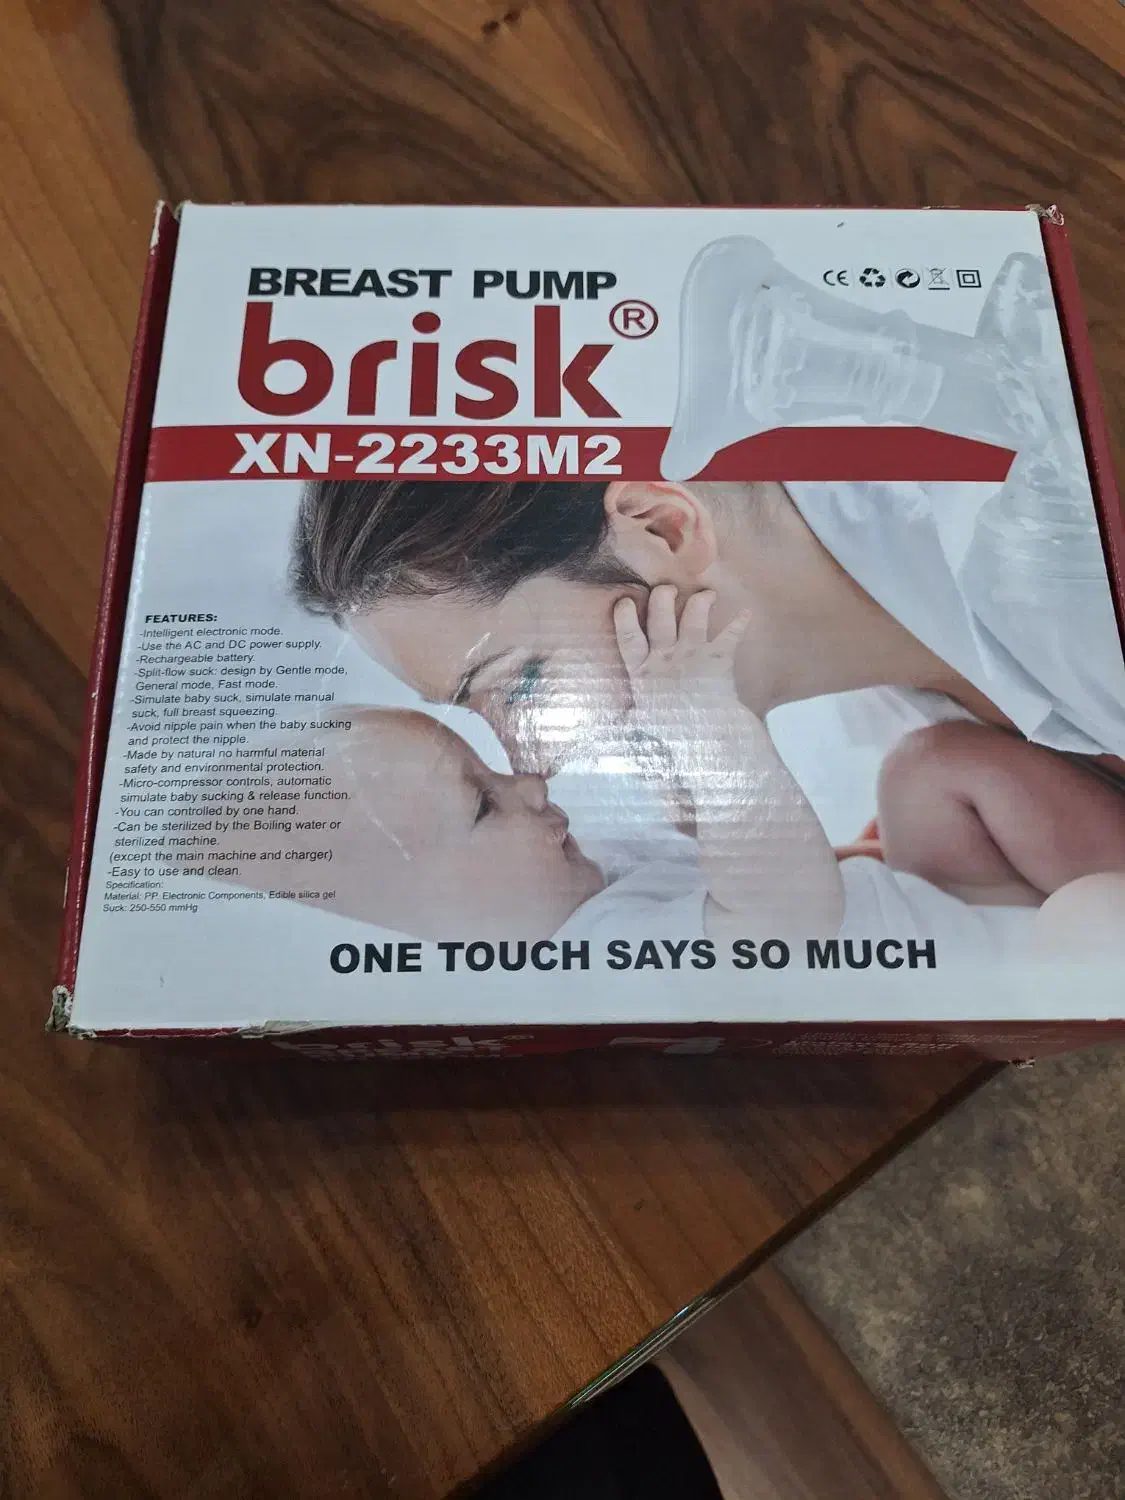 BREAST PUMP
brisk®
CE
XN-2233M2
FEATURES:
-Intelligent electronic mode.
-Use the AC and DC power supply.
-Rechargeable battery.
-Split-flow suck: design by Gentle mode,
General mode, Fast mode.
-Simulate baby suck, simulate manual
suck, full breast squeezing.
-Avoid nipple pain when the baby sucking
and protect the nipple.
-Made by natural no harmful material
safety and environmental protection.
-Micro-compressor controls, automatic
simulate baby sucking & release function.
-You can controlled by one hand.
-Can be sterilized by the Boiling water or
sterilized machine.
(except the main machine and charger)
-Easy to use and clean.
Specification:
Material: PP, Electronic Components, Edible silica gel
Suck: 250-550 mmHg
ONE TOUCH SAYS SO MUCH
brisk®